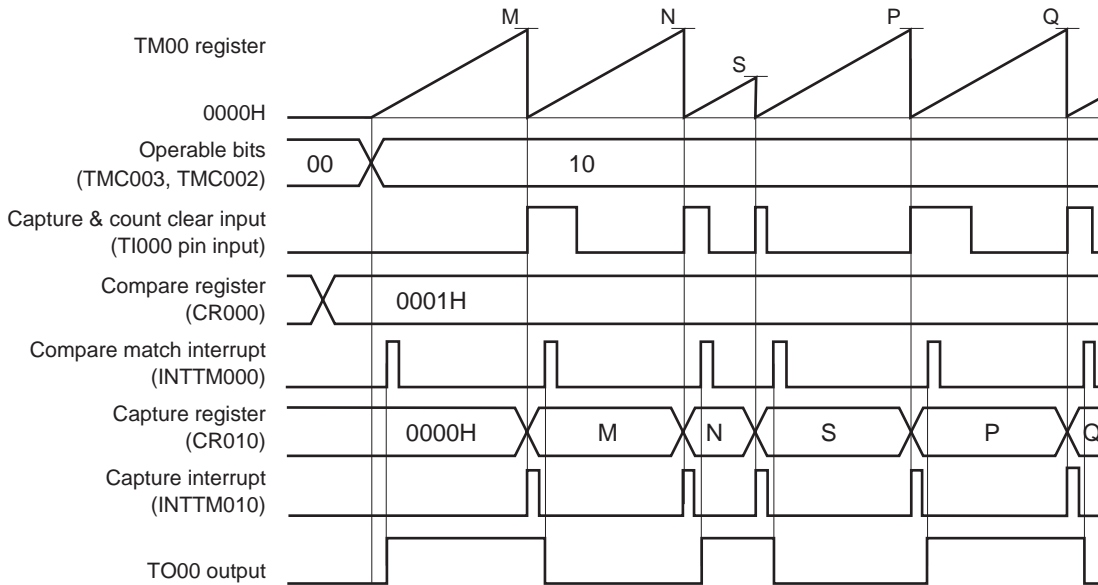 M N P Q
TM00 register
S
0000H
Operable bits
(TMC003, TMC002)
00 10
Capture & count clear input
(TI000 pin input)
Compare register
(CR000)
0001H
Compare match interrupt
(INTTM000)
Capture register
(CR010)
0000H M N S P Q
Capture interrupt
(INTTM010)
TO00 output